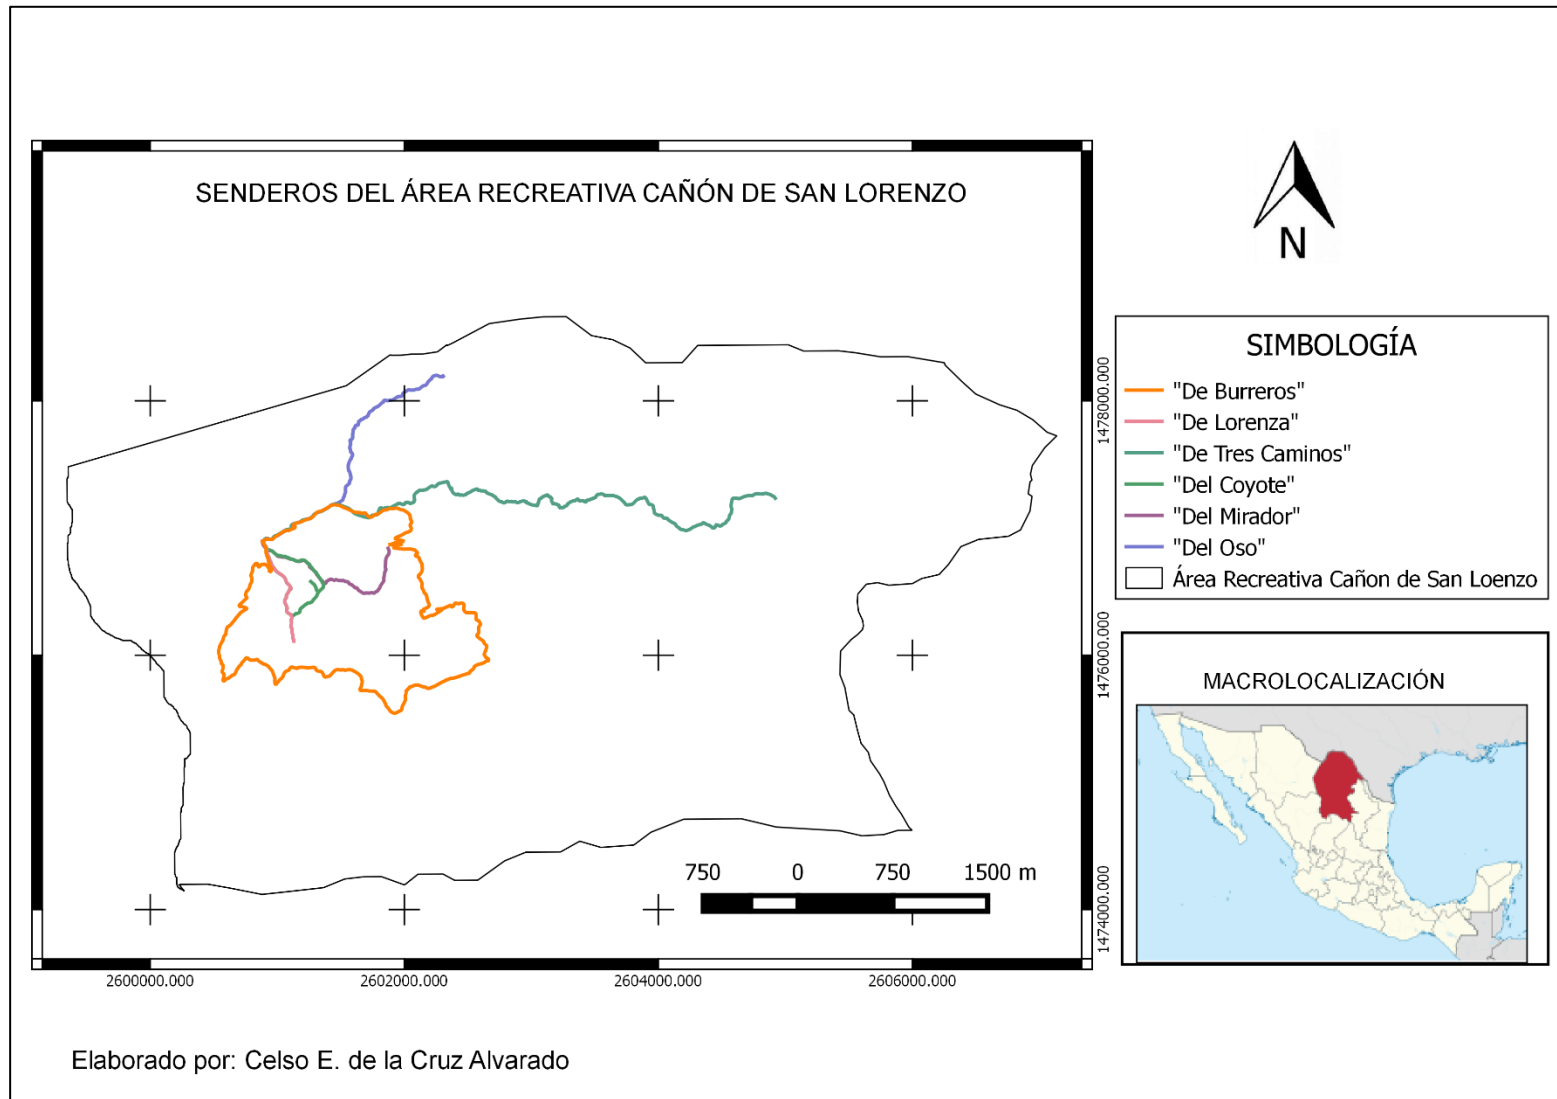 SENDEROS DEL ÁREA RECREATIVA CAÑÓN DE SAN LORENZO
N
SIMBOLOGÍA
"De Burreros"
"De Lorenza"
"De Tres Caminos"
"Del Coyote"
"Del Mirador"
"Del Oso"
Área Recreativa Cañon de San Loenzo
1478000.000
1476000.000
1474000.000
MACROLOCALIZACIÓN
750 0 750 1500 m
2600000.000 2602000.000 2604000.000 2606000.000
Elaborado por: Celso E. de la Cruz Alvarado